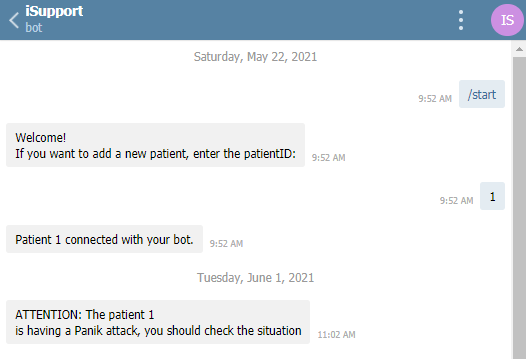 iSupport
bot
IS
Saturday, May 22, 2021
/start
9:52 AM
Welcome!
If you want to add a new patient, enter the patientID:
9:52 AM
1
9:52 AM
Patient 1 connected with your bot.
9:52 AM
Tuesday, June 1, 2021
ATTENTION: The patient 1
is having a Panik attack, you should check the situation
11:02 AM